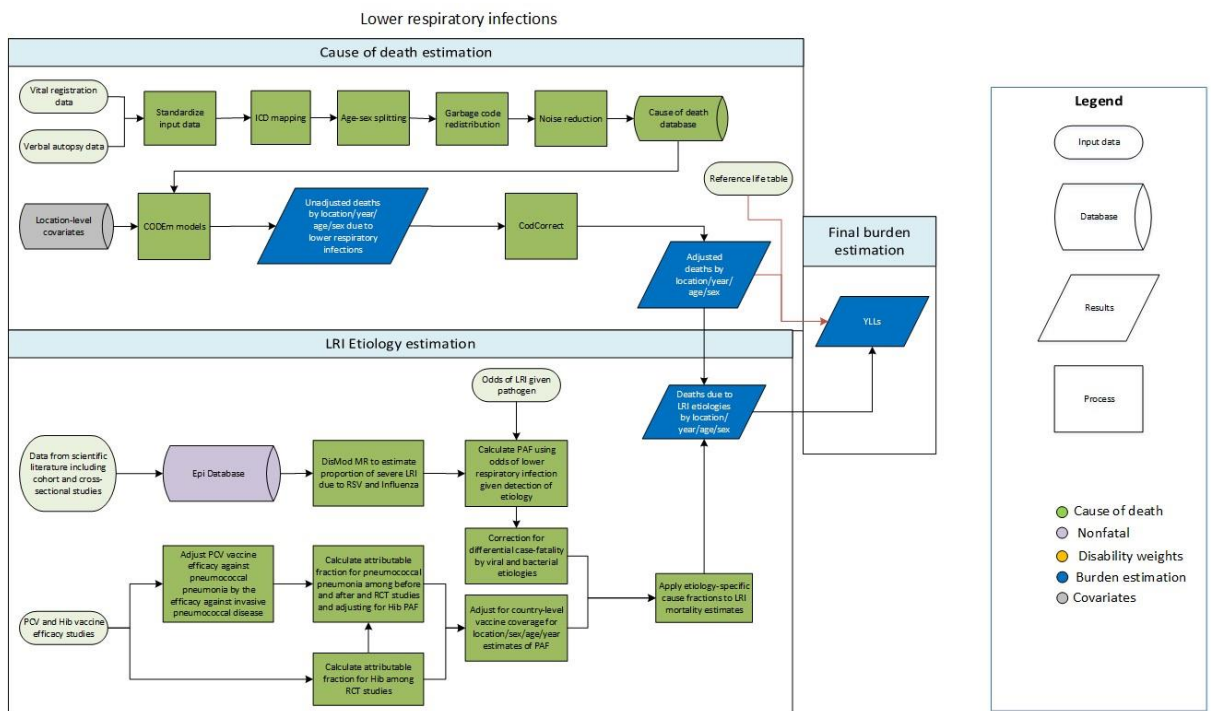 Lower respiratory infections
Cause of death estimation
Vital registration
data
Verbal autopsy data
Standardize
input data
ICD mapping
Age-sex splitting
Garbage code
redistribution
Noise reduction
Cause of death
database
Reference life table
Location-level
covariates
CODEm models
Unadjusted deaths
by location/year/
age/sex due to
lower respiratory
infections
CodCorrect
Adjusted
deaths by
location/year/
age/sex
Final burden
estimation
YLLs
LRI Etiology estimation
Odds of LRI given
pathogen
Deaths due to
LRI etiologies
by location/
year/age/sex
Data from scientific
literature including
cohort and cross-
sectional studies
Epi Database
DisMod MR to estimate
proportion of severe LRI
due to RSV and Influenza
Calculate PAF using
odds of lower
respiratory infection
given detection of
etiology
Correction for
differential case-fatality
by viral and bacterial
etiologies
PCV and Hib vaccine
efficacy studies
Adjust PCV vaccine
efficacy against
pneumococcal
pneumonia by the
efficacy against invasive
pneumococcal disease
Calculate attributable
fraction for pneumococcal
pneumonia among before
and after and RCT studies
and adjusting for Hib PAF
Calculate attributable
fraction for Hib among
RCT studies
Adjust for country-level
vaccine coverage for
location/sex/age/year
estimates of PAF
Apply etiology-specific
cause fractions to LRI
mortality estimates
Legend
Input data
Database
Results
Process
Cause of death
Nonfatal
Disability weights
Burden estimation
Covariates